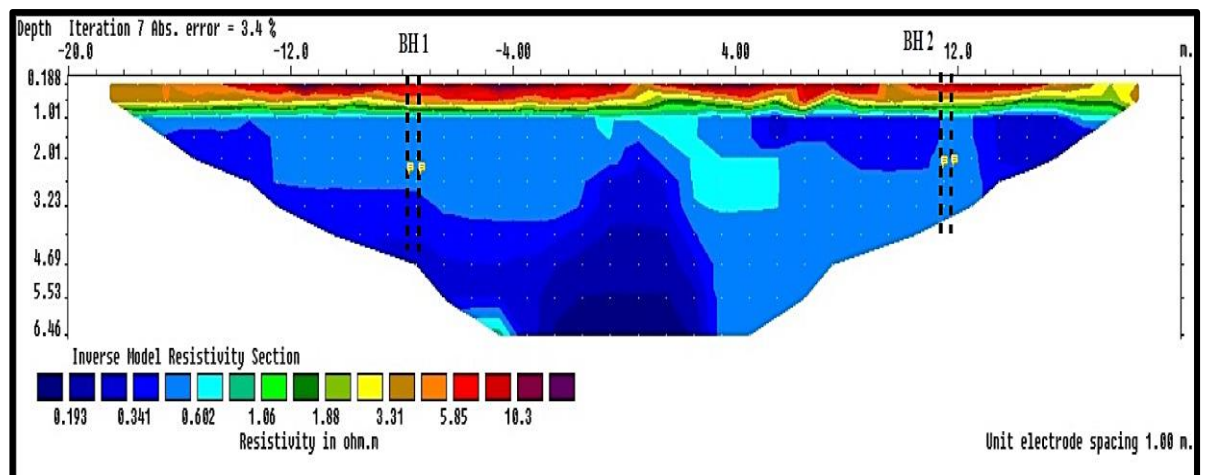 Depth Iteration 7 Abs. error = 3.4 %
-20.0 -12.0 BH 1 -4.00 4.00 BH 2 12.0 m.
0.188
1.01
2.01
3.23
4.69
5.53
6.46
Inverse Model Resistivity Section
0.193 0.341 0.602 1.06 1.88 3.31 5.85 10.3
Resistivity in ohm.m
Unit electrode spacing 1.00 m.